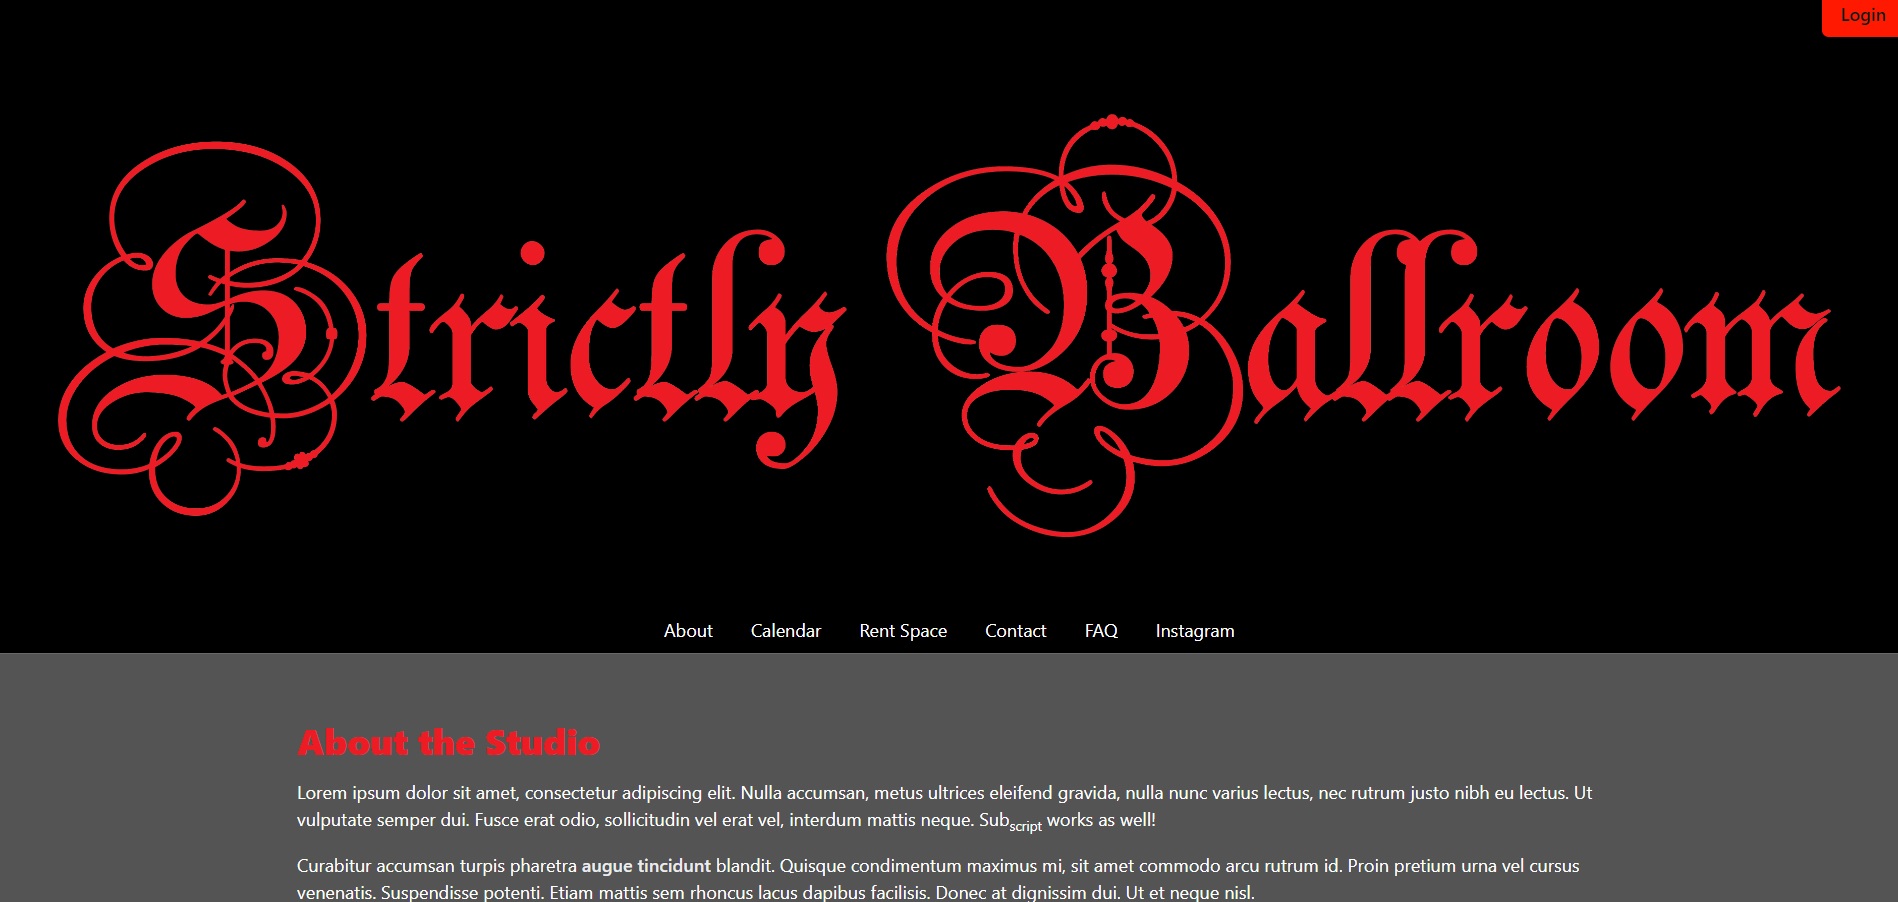 Login
Strictly Ballroom
About Calendar Rent Space Contact FAQ Instagram
About the Studio
Lorem ipsum dolor sit amet, consectetur adipiscing elit. Nulla accumsan, metus ultrices eleifend gravida, nulla nunc varius lectus, nec rutrum justo nibh eu lectus. Ut
vulputate semper dui. Fusce erat odio, sollicitudin vel erat vel, interdum mattis neque. Subscript works as well!
Curabitur accumsan turpis pharetra augue tincidunt blandit. Quisque condimentum maximus mi, sit amet commodo arcu rutrum id. Proin pretium urna vel cursus
venenatis. Suspendisse potenti. Etiam mattis sem rhoncus lacus dapibus facilisis. Donec at dignissim dui. Ut et neque nisl.